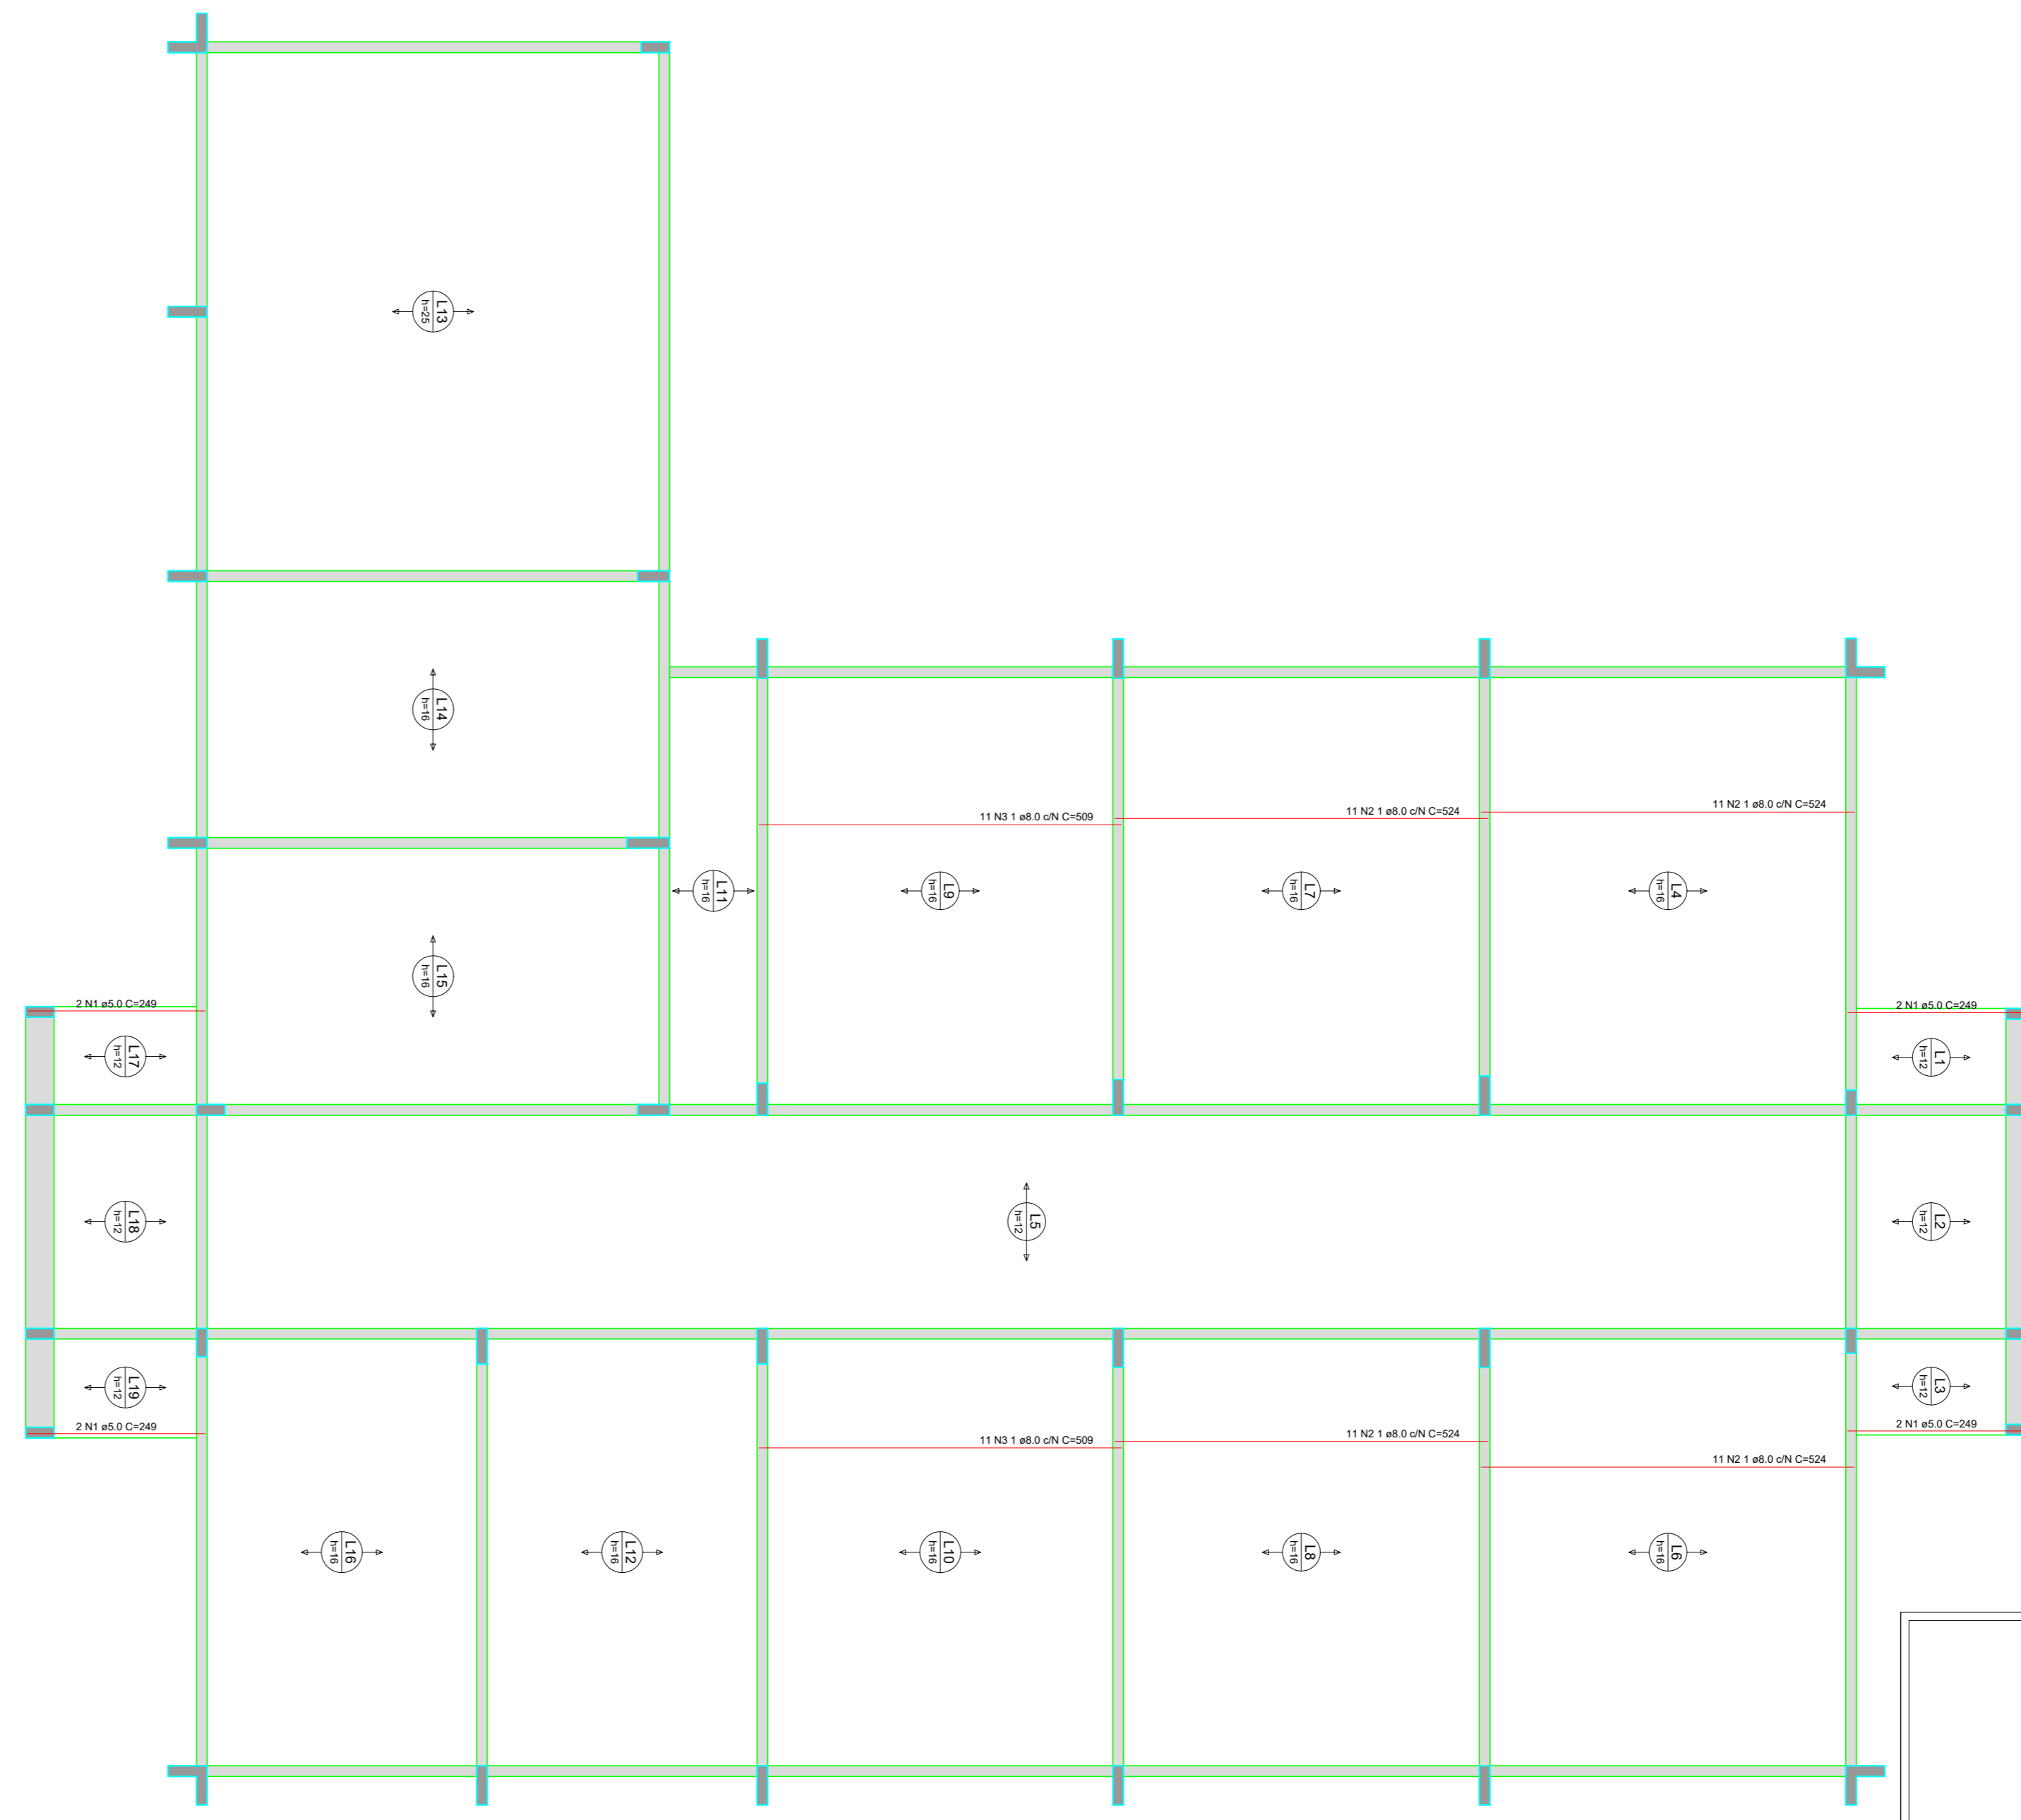 L13
h=25
L14
h=16
11 N2 1 ø8.0 c/N C=524
11 N2 1 ø8.0 c/N C=524
11 N3 1 ø8.0 c/N C=509
L11
h=16
L9
h=16
L7
h=16
L4
h=16
L15
h=16
2 N1 ø5.0 C=249
2 N1 ø5.0 C=249
L17
h=12
L1
h=12
L18
h=12
L5
h=12
L2
h=12
L19
h=12
L3
h=12
2 N1 ø5.0 C=249
2 N1 ø5.0 C=249
11 N3 1 ø8.0 c/N C=509
11 N2 1 ø8.0 c/N C=524
11 N2 1 ø8.0 c/N C=524
L16
h=16
L12
h=16
L10
h=16
L8
h=16
L6
h=16